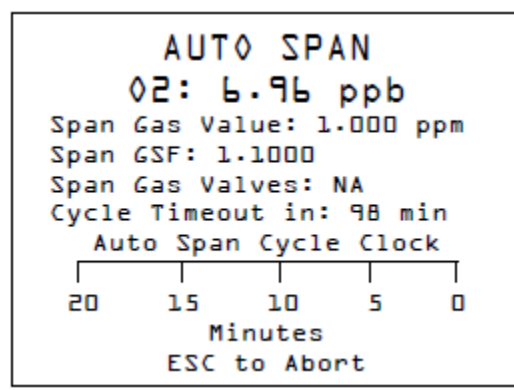 AUTO SPAN
O2: 6.96 ppb
Span Gas Value: 1.000 ppm
Span GSF: 1.1000
Span Gas Valves: NA
Cycle Timeout in: 98 min
Auto Span Cycle Clock
20 15 10 5 0
Minutes
ESC to Abort